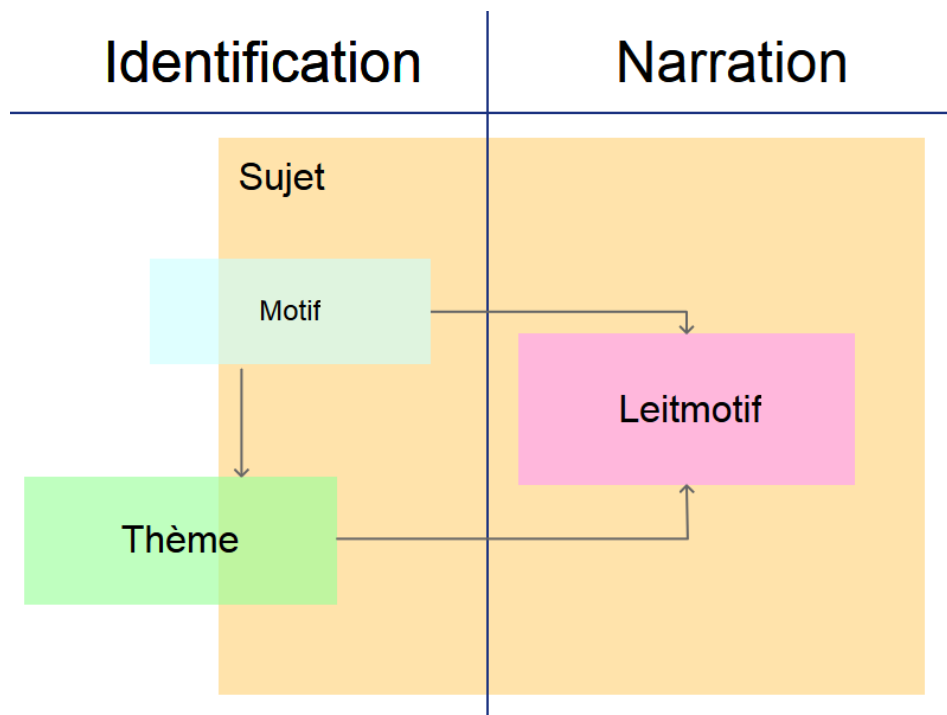 Identification
Narration
Sujet
Motif
Leitmotif
Thème